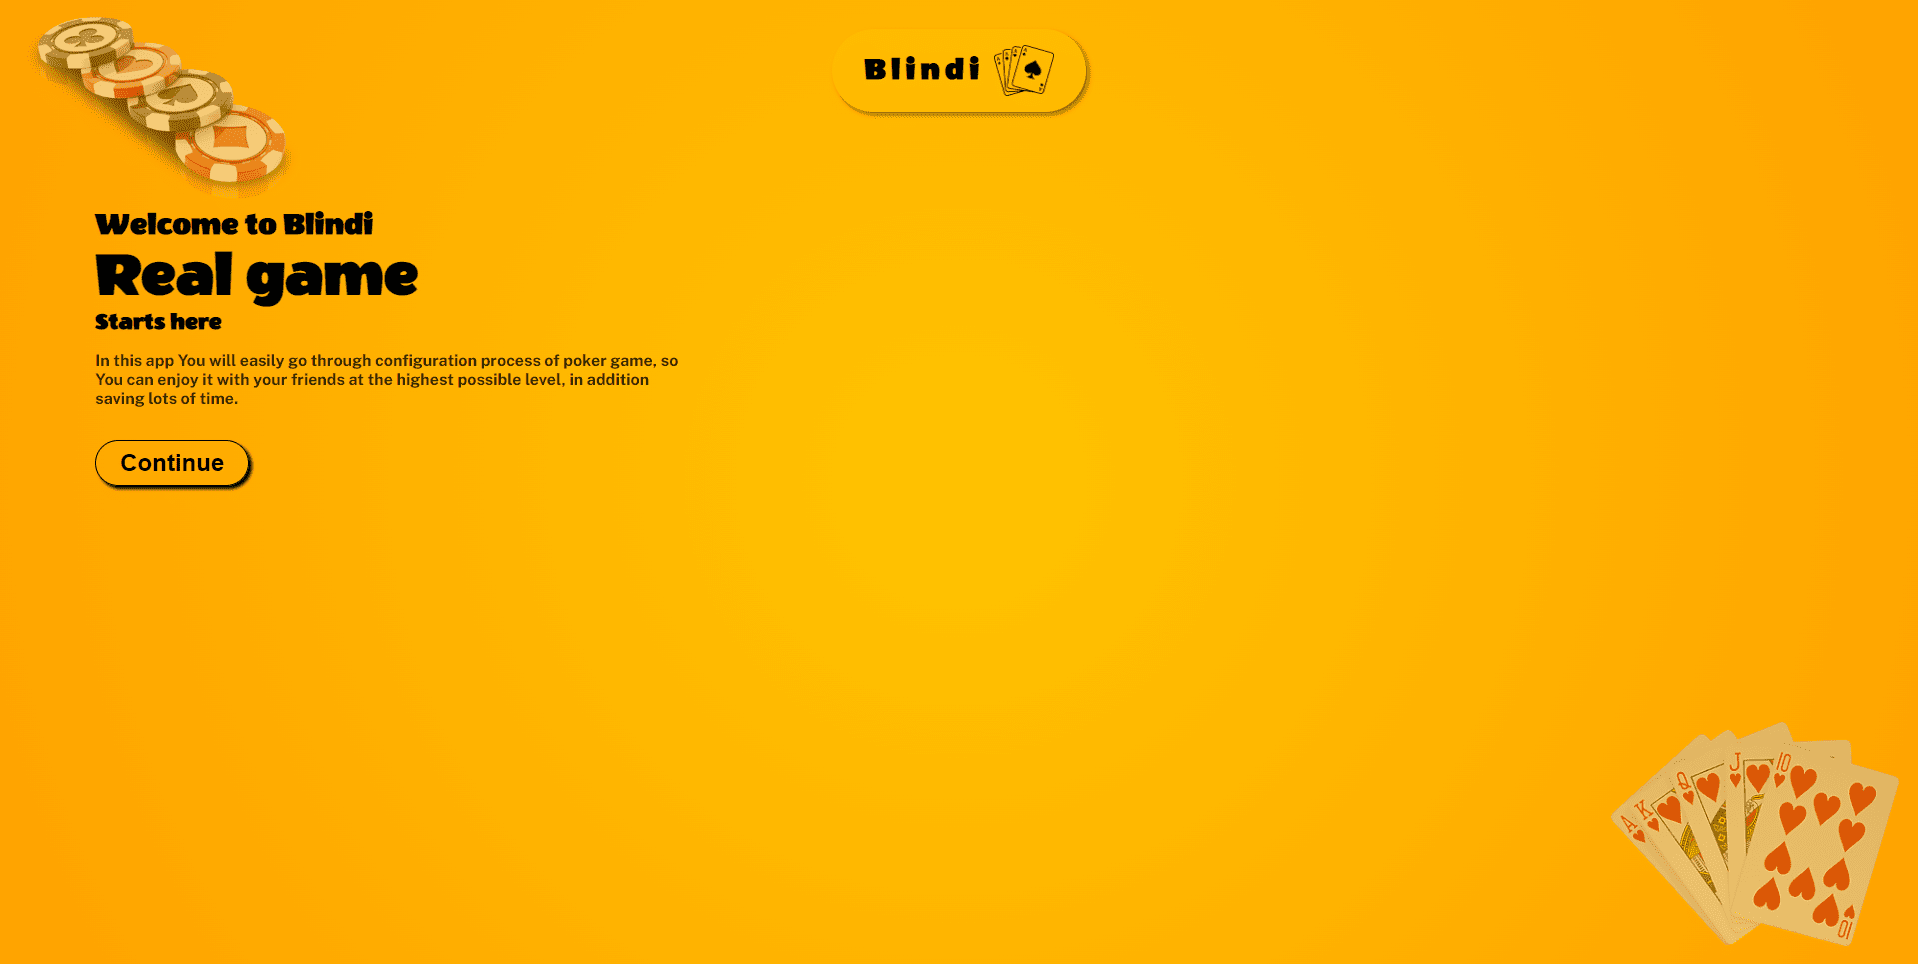 Blindi
Welcome to Blindi
Real game
Starts here
In this app You will easily go through configuration process of poker game, so
You can enjoy it with your friends at the highest possible level, in addition
saving lots of time.
Continue
A K Q J 10
10